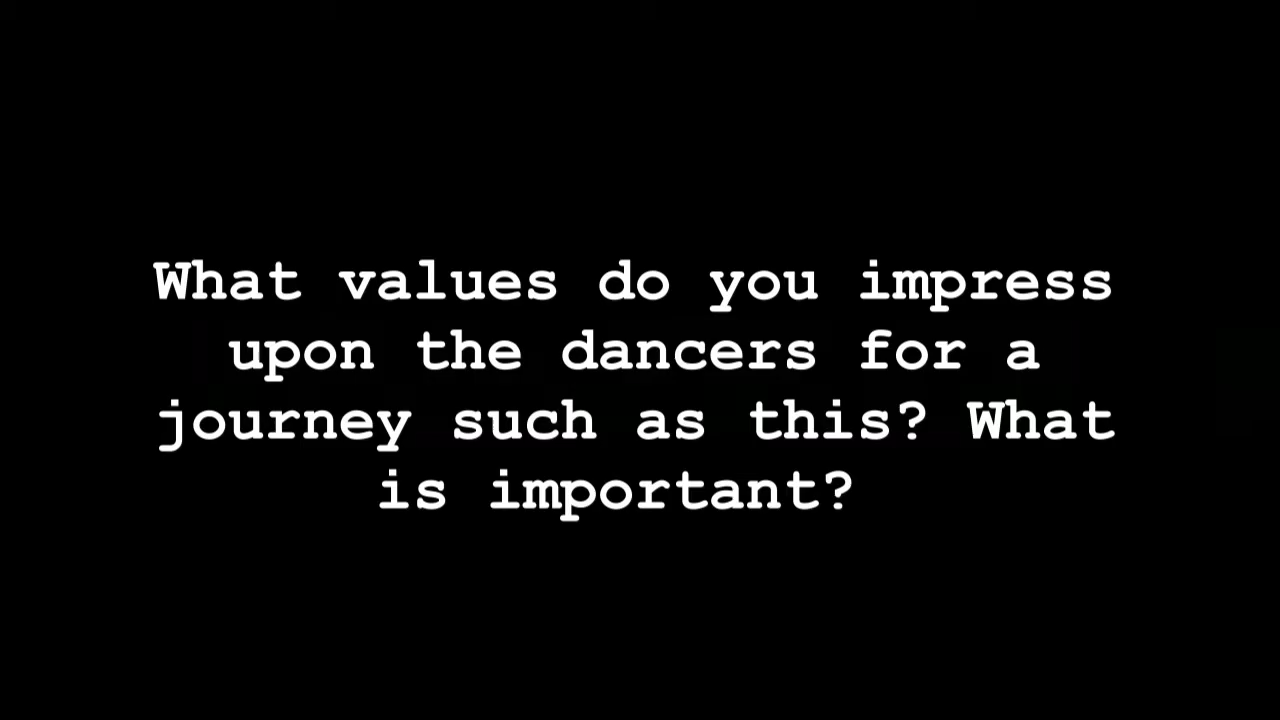 What values do you impress
upon the dancers for a
journey such as this? What
is important?